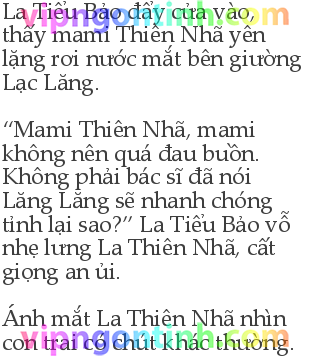 La Tiểu Bảo đẩy cửa vào,
thấy mami Thiên Nhã yên
lặng rơi nước mắt bên giường
Lạc Lăng.
“Mami Thiên Nhã, mami
không nên quá đau buồn.
Không phải bác sĩ đã nói
Lăng Lăng sẽ nhanh chóng
tỉnh lại sao?” La Tiểu Bảo vỗ
nhẹ lưng La Thiên Nhã, cất
giọng an ủi.
Ánh mắt La Thiên Nhã nhìn
con trai có chút khác thường.
vipngontinh.com
vipngontinh.com